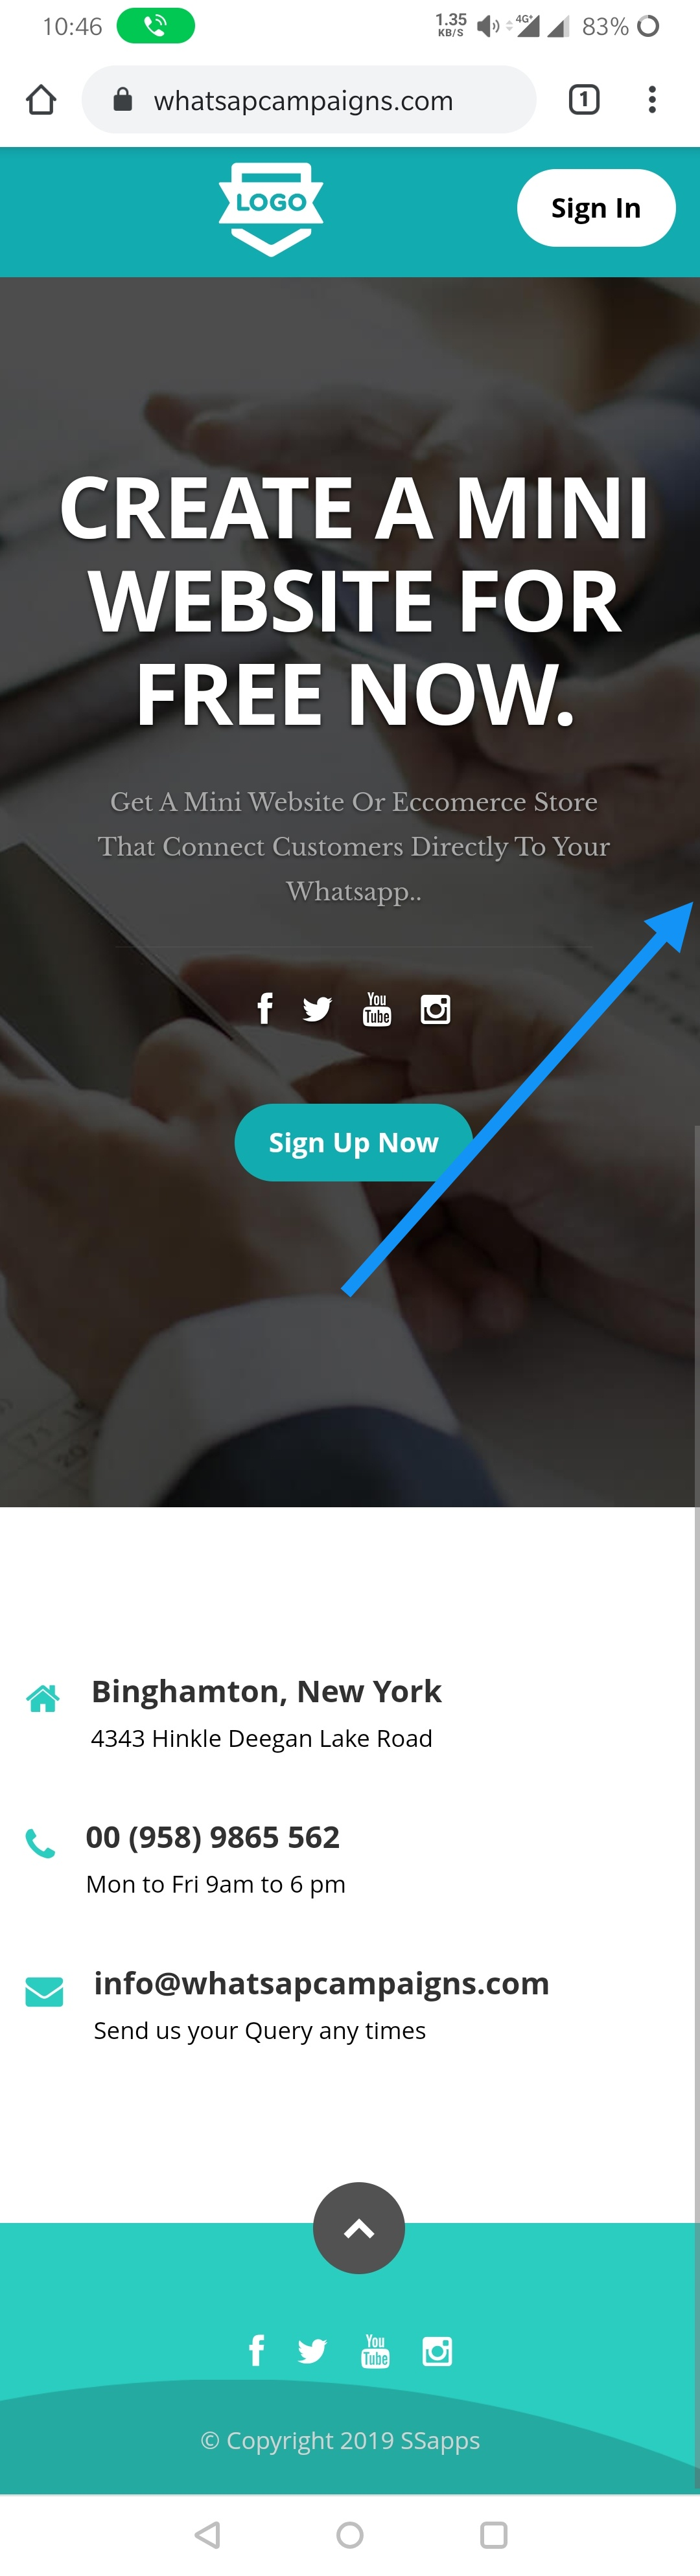 10:46 1.35 KB/S 4G+ 83%
whatsapcampaigns.com 1
LOGO Sign In
CREATE A MINI
WEBSITE FOR
FREE NOW.
Get A Mini Website Or Eccomerce Store
That Connect Customers Directly To Your
Whatsapp..
You Tube
Sign Up Now
Binghamton, New York
4343 Hinkle Deegan Lake Road
00 (958) 9865 562
Mon to Fri 9am to 6 pm
info@whatsapcampaigns.com
Send us your Query any times
You Tube
© Copyright 2019 SSapps